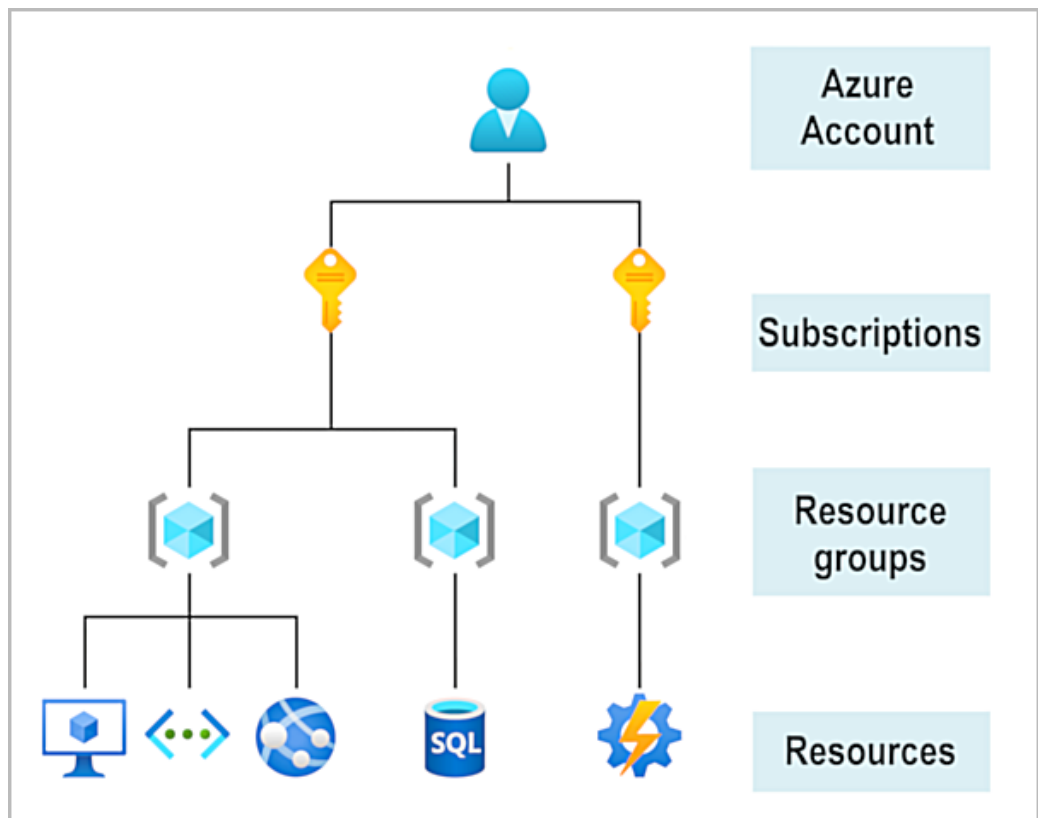 Azure
Account
Subscriptions
Resource
groups
SQL
Resources